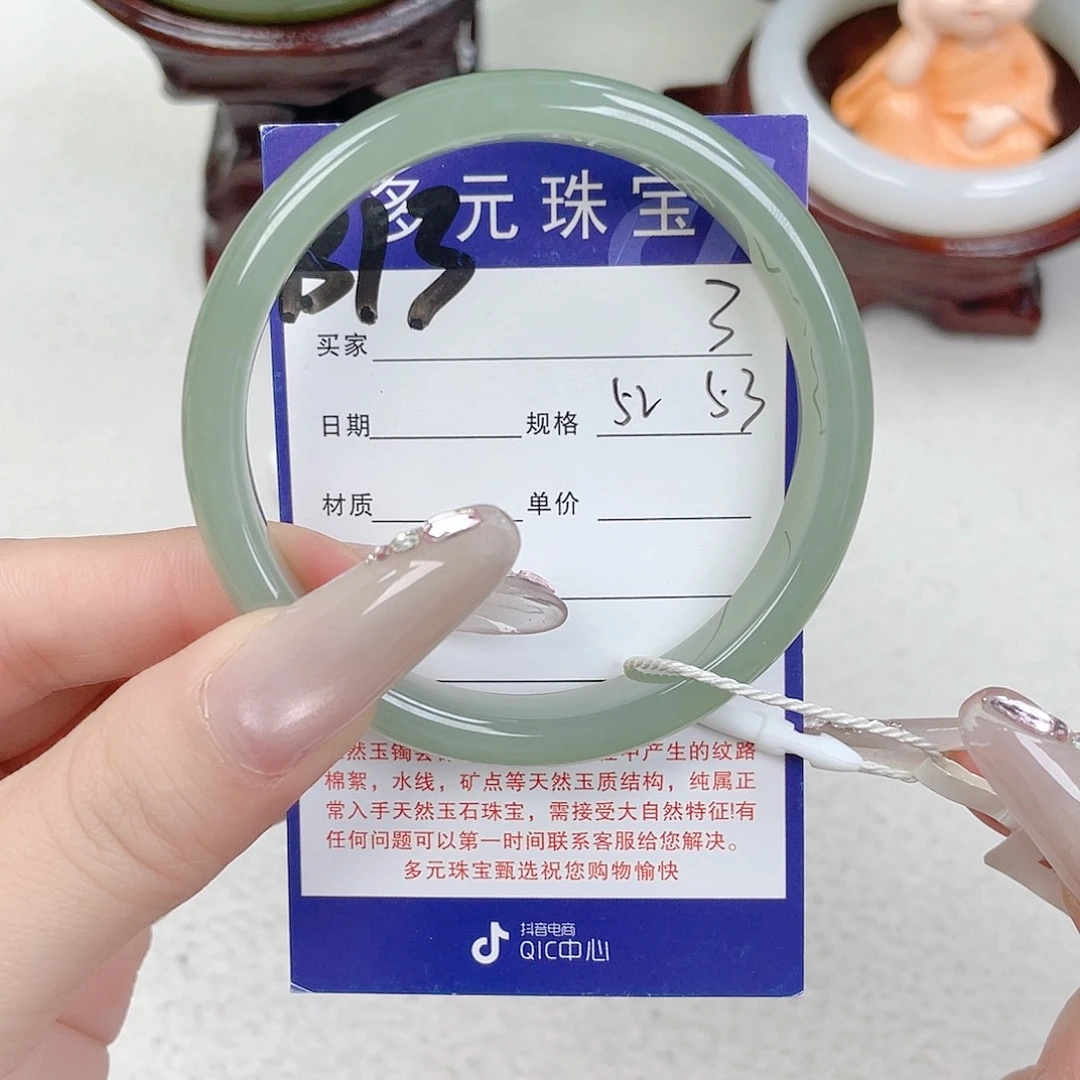 多元珠宝
B13
3
买家
52 53
日期 规格
材质 单价
中产生的纹路
棉絮，水线，矿点等天然玉质结构，纯属正
常入手天然玉石珠宝，需接受大自然特征!有
任何问题可以第一时间联系客服给您解决。
多元珠宝甄选祝您购物愉快
抖音电商
QIC中心